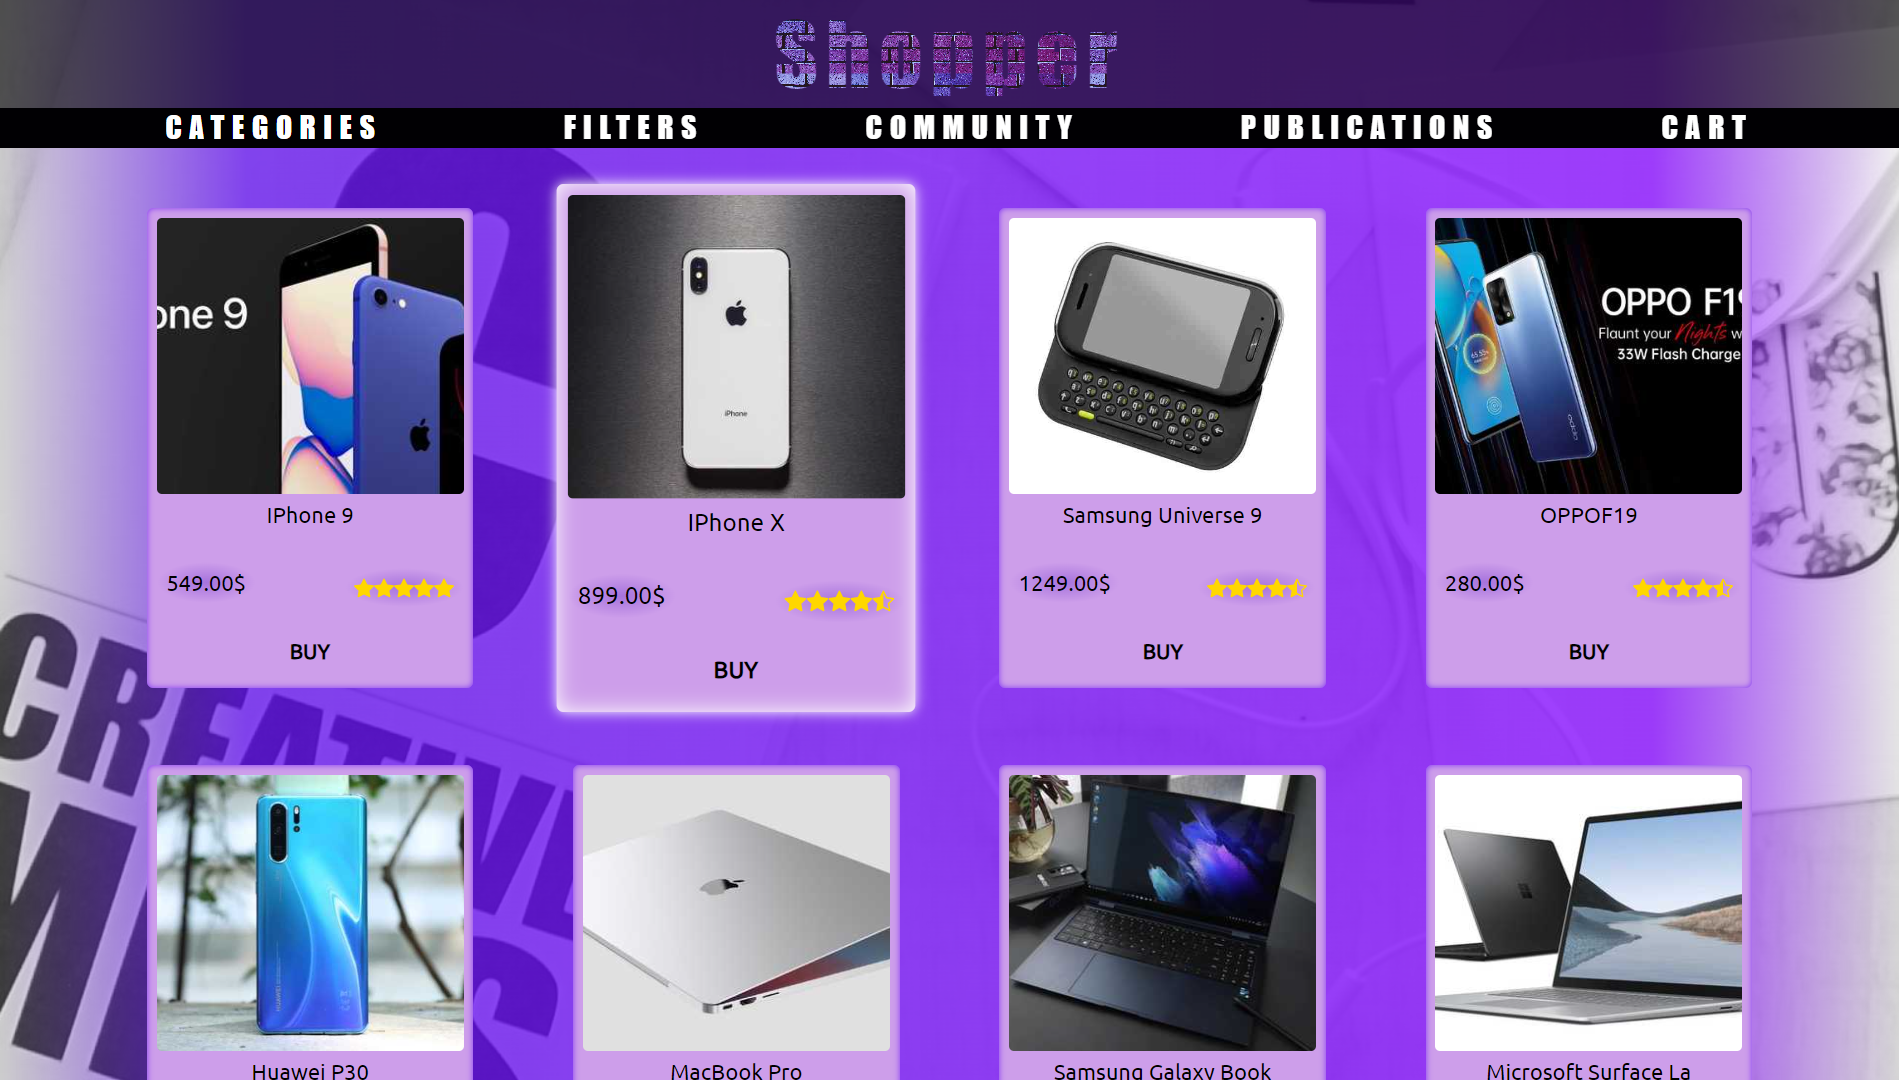 Shopper
CATEGORIES FILTERS COMMUNITY PUBLICATIONS CART
one 9
iPhone
OPPO F19
Flaunt your Nights w
33W Flash Charge
IPhone 9
IPhone X
Samsung Universe 9
OPPOF19
549.00$
899.00$
1249.00$
280.00$
BUY
BUY
BUY
BUY
CREATIVE
HUAWEI
Huawei P30
MacBook Pro
Samsung Galaxy Book
Microsoft Surface La